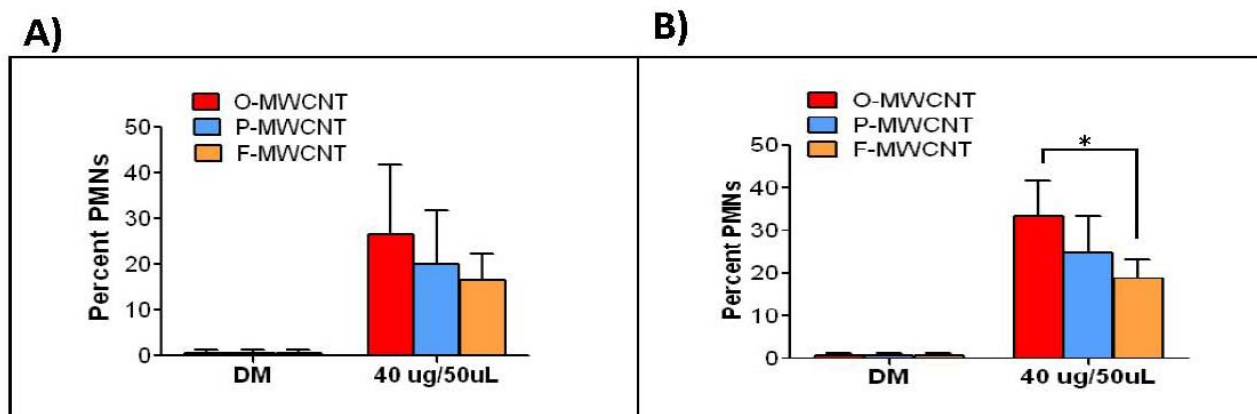 A)
O-MWCNT
P-MWCNT
F-MWCNT
Percent PMNs
50
40
30
20
10
0
DM 40 ug/50uL
B)
O-MWCNT
P-MWCNT
F-MWCNT
*
Percent PMNs
50
40
30
20
10
0
DM 40 ug/50uL